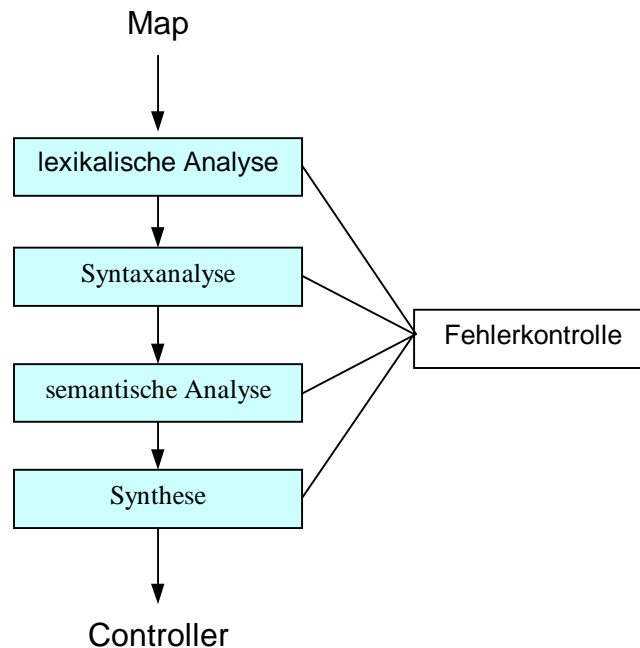 Map
lexikalische Analyse
Syntaxanalyse
Fehlerkontrolle
semantische Analyse
Synthese
Controller